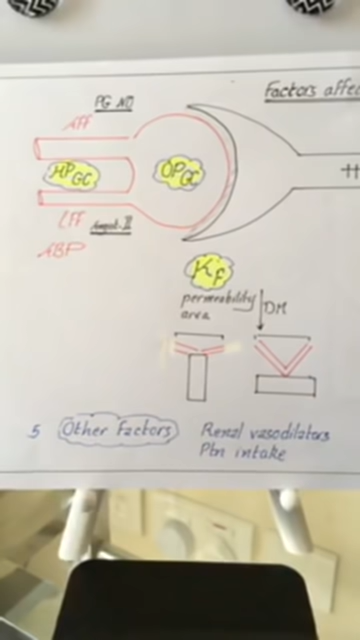 PG NO
Factors affec
AFF
HPGC
OPGC
EFF Angot. II
ABP
KF
permeability
area
DM
5 Other factors Renal vasodilators
Ptn intake